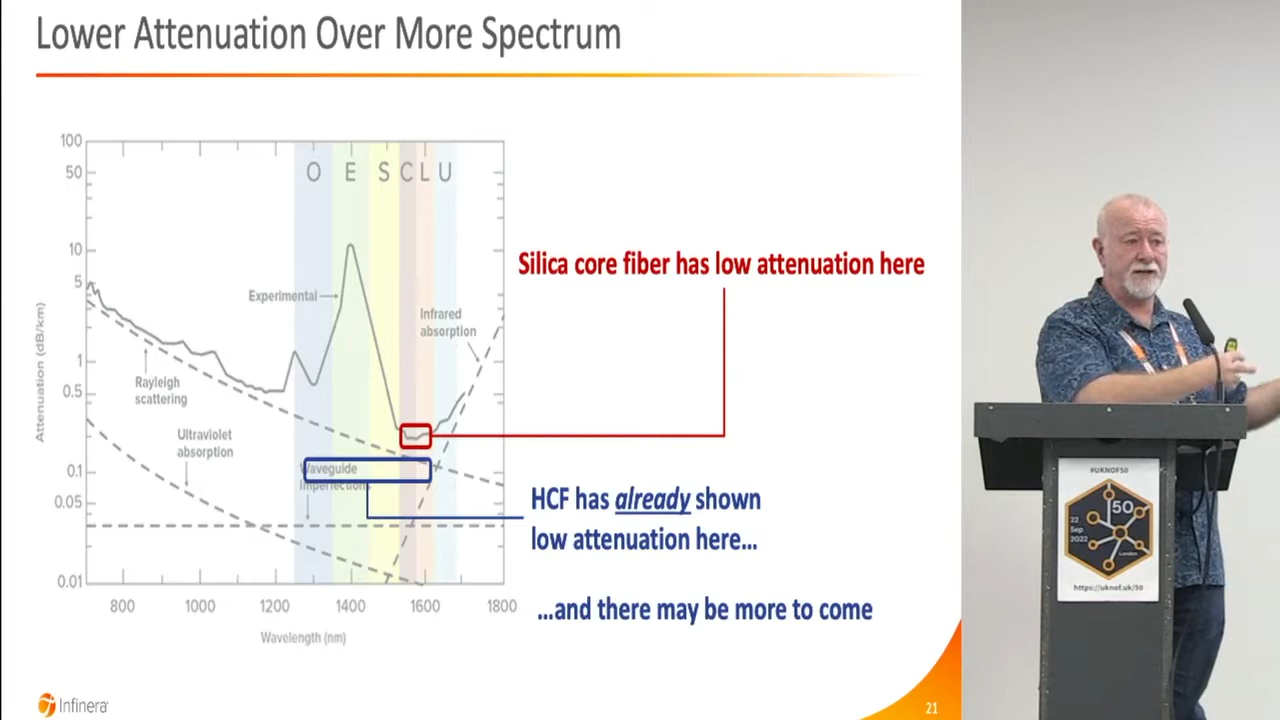 Lower Attenuation Over More Spectrum
100
50
10
5
1
0.5
0.1
0.05
0.01
Attenuation (dB/km)
O E S C L U
Experimental
Infrared
absorption
Rayleigh
scattering
Ultraviolet
absorption
Waveguide
Imperfections
800 1000 1200 1400 1600 1800
Wavelength (nm)
Silica core fiber has low attenuation here
HCF has already shown
low attenuation here...
...and there may be more to come
Infinera
21
#UKNOF50
50
22
Sep
2022
London
https://uknof.uk/50